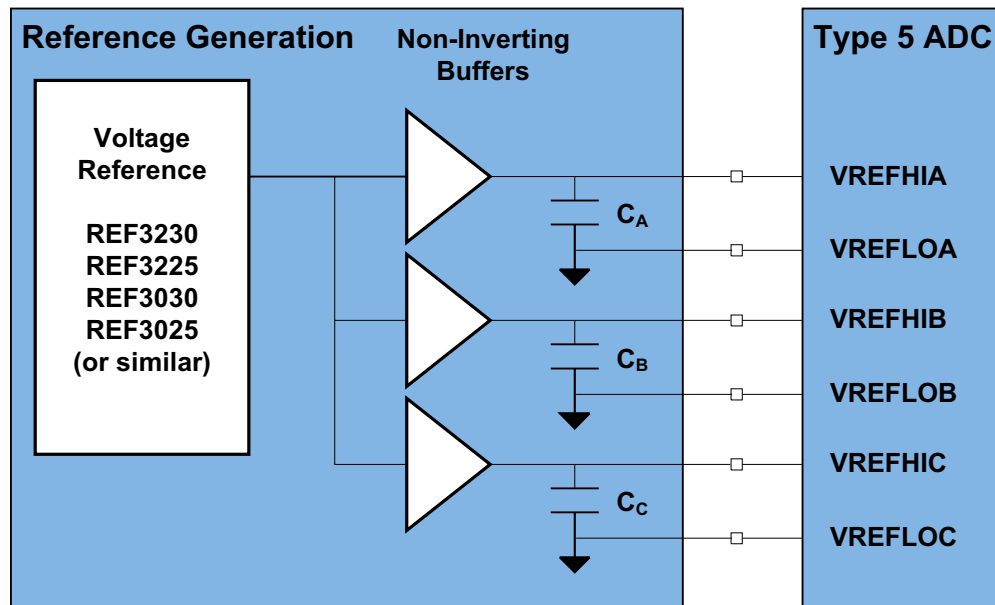 Reference Generation
Non-Inverting
Buffers
Type 5 ADC
Voltage
Reference
REF3230
REF3225
REF3030
REF3025
(or similar)
CA
CB
CC
VREFHIA
VREFLOA
VREFHIB
VREFLOB
VREFHIC
VREFLOC